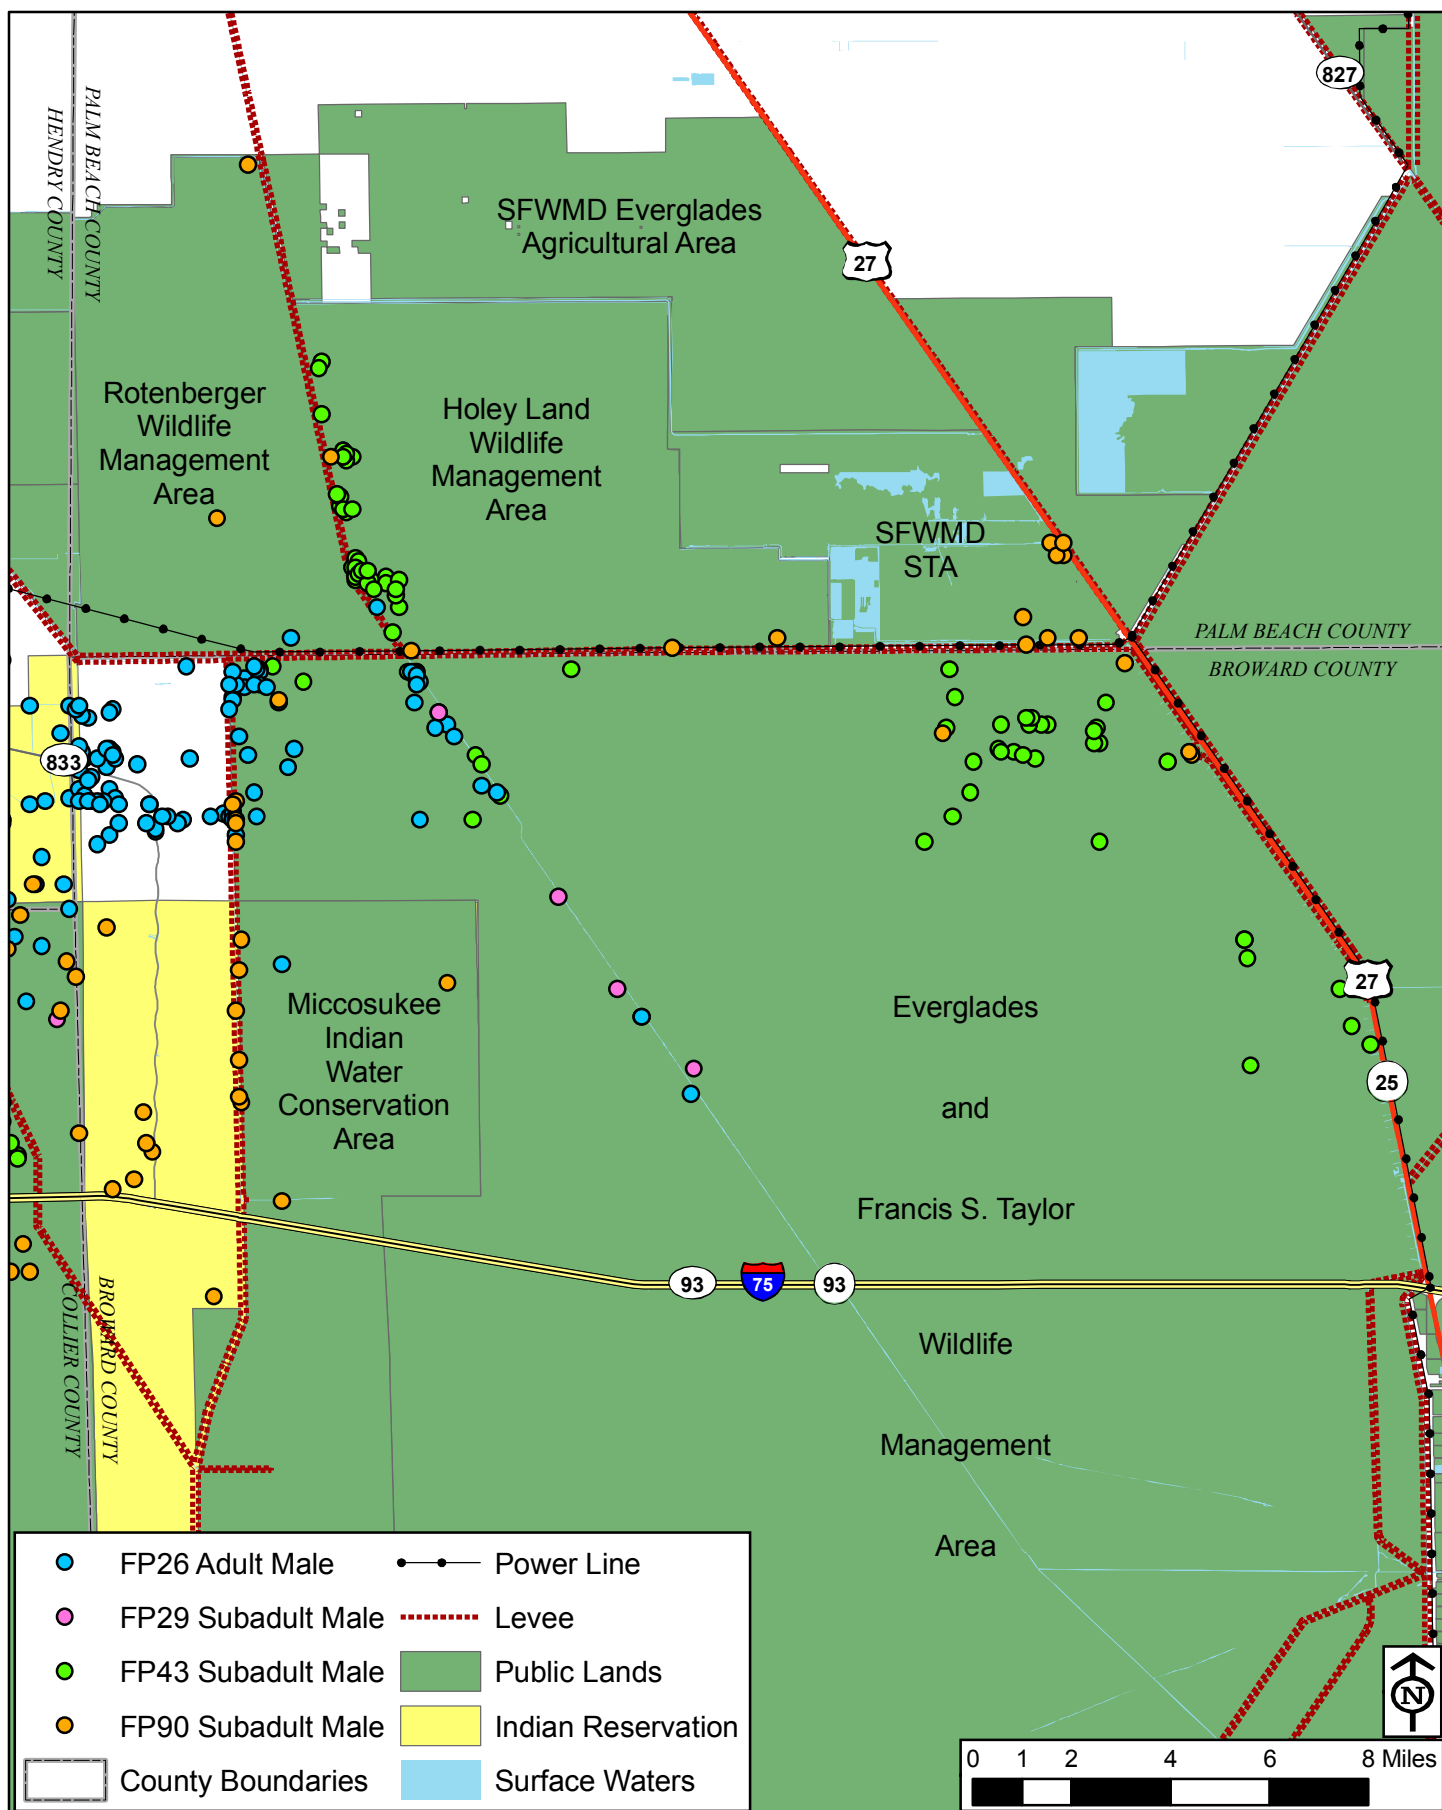 827
PALM BEACH COUNTY
HENDRY COUNTY
SFWMD Everglades
Agricultural Area
27
Rotenberger
Wildlife
Management
Area
Holey Land
Wildlife
Management
Area
SFWMD
STA
PALM BEACH COUNTY
BROWARD COUNTY
833
27
Everglades
Miccosukee
Indian
Water
Conservation
Area
25
and
Francis S. Taylor
93
75
93
BROWARD COUNTY
COLLIER COUNTY
Wildlife
Management
Area
FP26 Adult Male
Power Line
FP29 Subadult Male
Levee
FP43 Subadult Male
Public Lands
FP90 Subadult Male
Indian Reservation
County Boundaries
Surface Waters
N
0 1 2 4 6 8 Miles